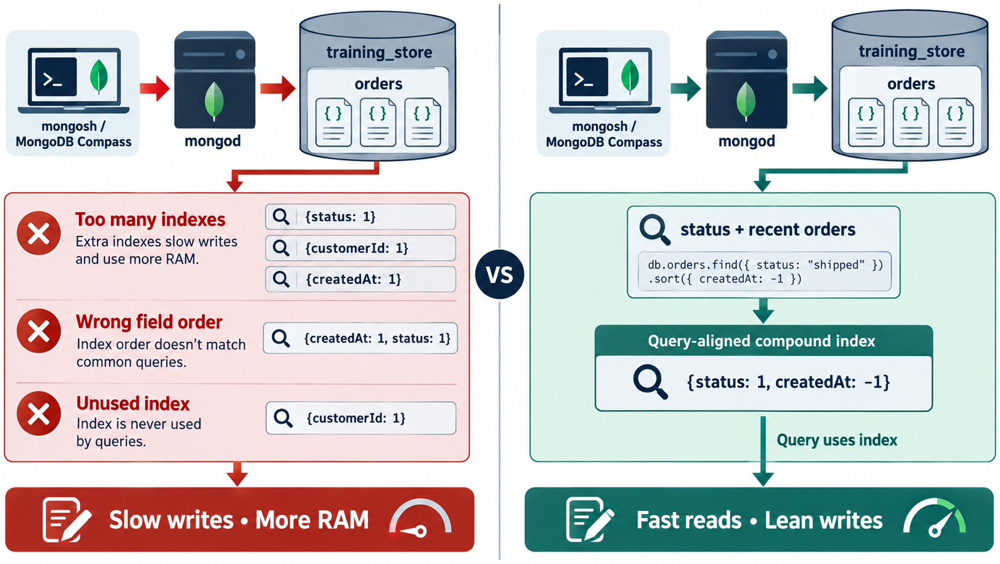 training_store
orders
{ }
{ }
{ }
>_
mongosh /
MongoDB Compass
mongod
Too many indexes
Extra indexes slow writes
and use more RAM.
{status: 1}
{customerId: 1}
{createdAt: 1}
Wrong field order
Index order doesn't match
common queries.
{createdAt: 1, status: 1}
Unused index
Index is never used
by queries.
{customerId: 1}
Slow writes • More RAM
VS
training_store
orders
{ }
{ }
{ }
>_
mongosh /
MongoDB Compass
mongod
status + recent orders
db.orders.find({ status: "shipped" })
.sort({ createdAt: -1 })
Query-aligned compound index
{status: 1, createdAt: -1}
Query uses index
Fast reads • Lean writes